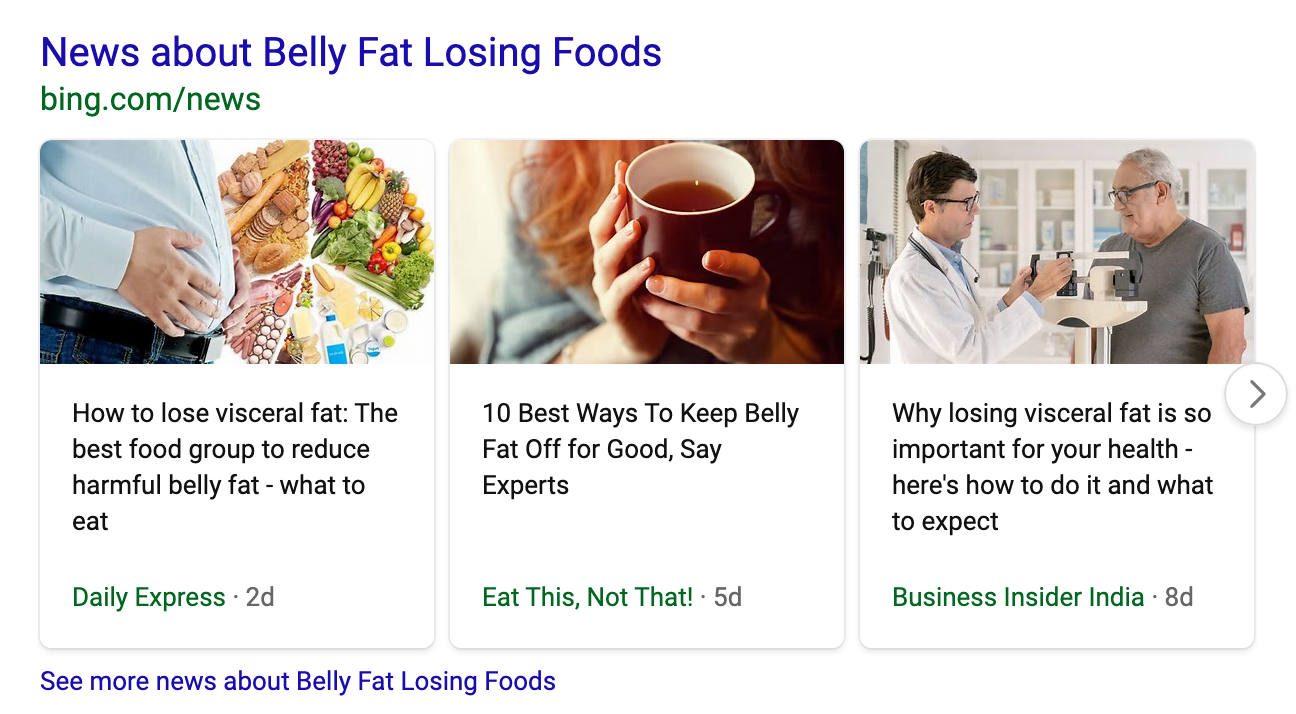 News about Belly Fat Losing Foods
bing.com/news
How to lose visceral fat: The
best food group to reduce
harmful belly fat - what to
eat
Daily Express · 2d
10 Best Ways To Keep Belly
Fat Off for Good, Say
Experts
Eat This, Not That! · 5d
Why losing visceral fat is so
important for your health -
here's how to do it and what
to expect
Business Insider India · 8d
See more news about Belly Fat Losing Foods